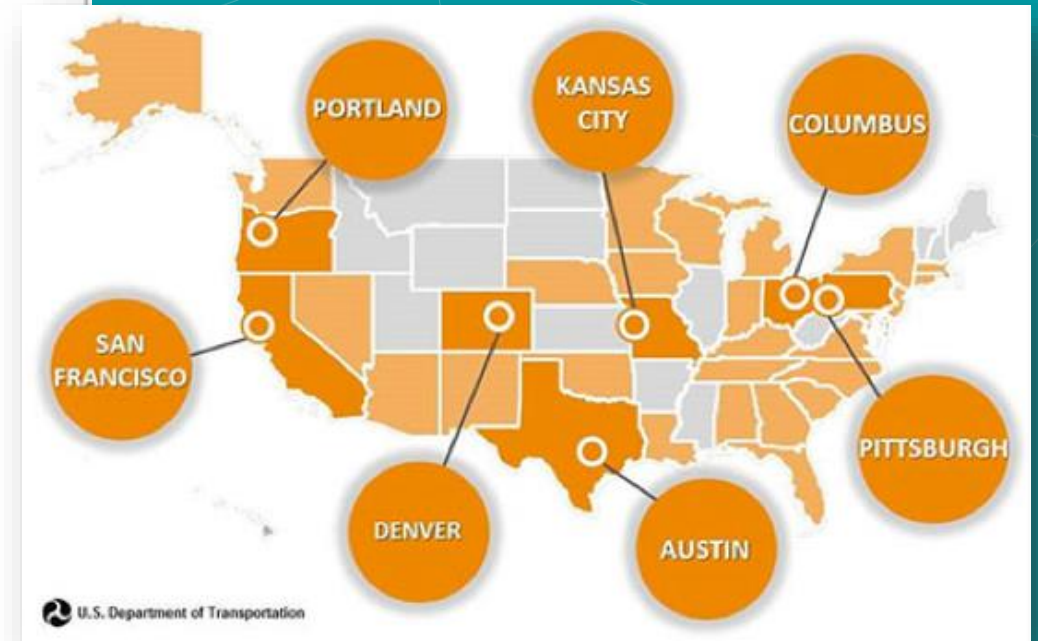 PORTLAND
KANSAS
CITY
COLUMBUS
SAN
FRANCISCO
DENVER
AUSTIN
PITTSBURGH
U.S. Department of Transportation